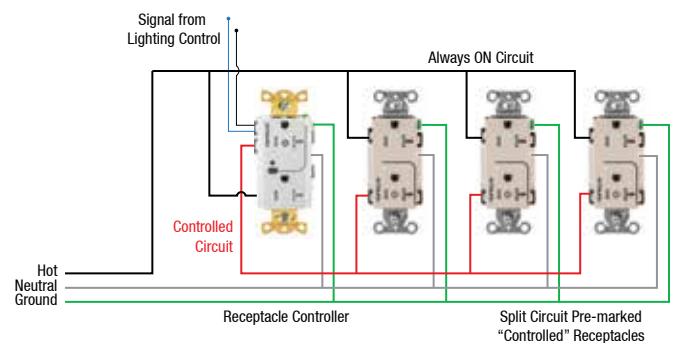 Signal from
Lighting Control
Always ON Circuit
Controlled
Circuit
Hot
Neutral
Ground
Receptacle Controller
Split Circuit Pre-marked
“Controlled” Receptacles